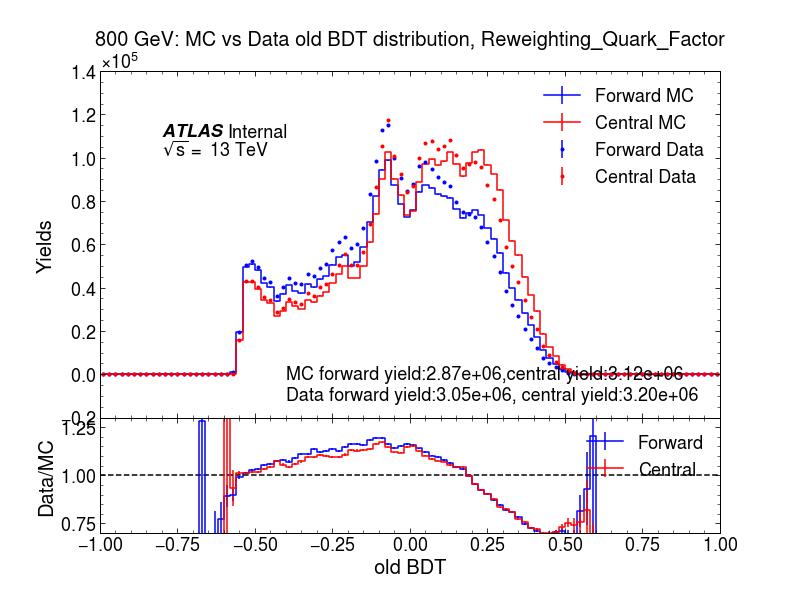 800 GeV: MC vs Data old BDT distribution, Reweighting_Quark_Factor
×10⁵
1.4
1.2
1.0
0.8
0.6
0.4
0.2
0.0
0.2
Yields
ATLAS Internal
√s = 13 TeV
Forward MC
Central MC
Forward Data
Central Data
MC forward yield:2.87e+06,central yield:3.12e+06
Data forward yield:3.05e+06, central yield:3.20e+06
1.25
1.00
0.75
Data/MC
Forward
Central
−1.00 −0.75 −0.50 −0.25 0.00 0.25 0.50 0.75 1.00
old BDT